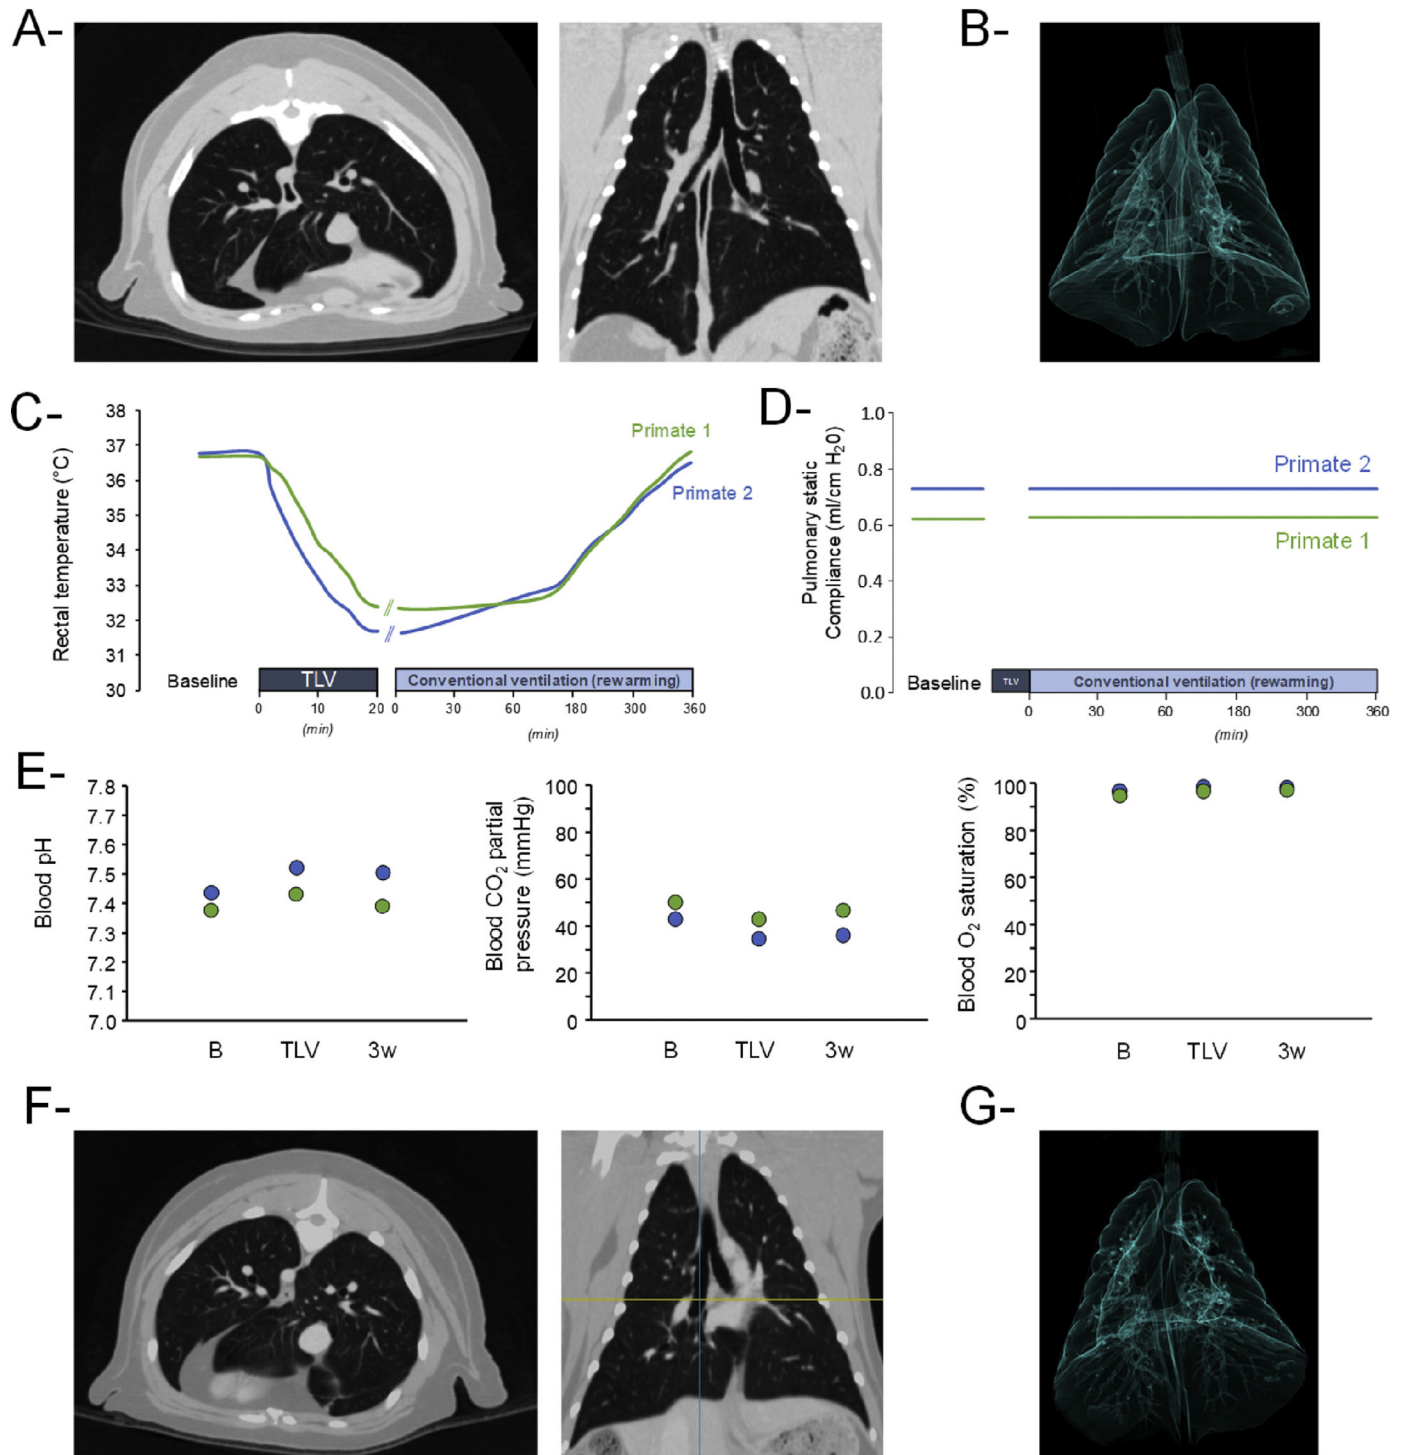 A-
B-
C-
38
37
36
35
34
33
32
31
30
Rectal temperature (°C)
Primate 1
Primate 2
Baseline
TLV
Conventional ventilation (rewarming)
0 10 20 0 30 60 180 300 360
(min) (min)
D-
1.0
0.8
0.6
0.4
0.2
0.0
Pulmonary static
Compliance (ml/cm H₂0)
Primate 2
Primate 1
Baseline
TLV
Conventional ventilation (rewarming)
0 30 60 180 300 360
(min)
E-
7.8
7.7
7.6
7.5
7.4
7.3
7.2
7.1
7.0
Blood pH
B TLV 3w
100
80
60
40
20
0
Blood CO₂ partial
pressure (mmHg)
B TLV 3w
100
80
60
40
20
0
Blood O₂ saturation (%)
B TLV 3w
F-
G-